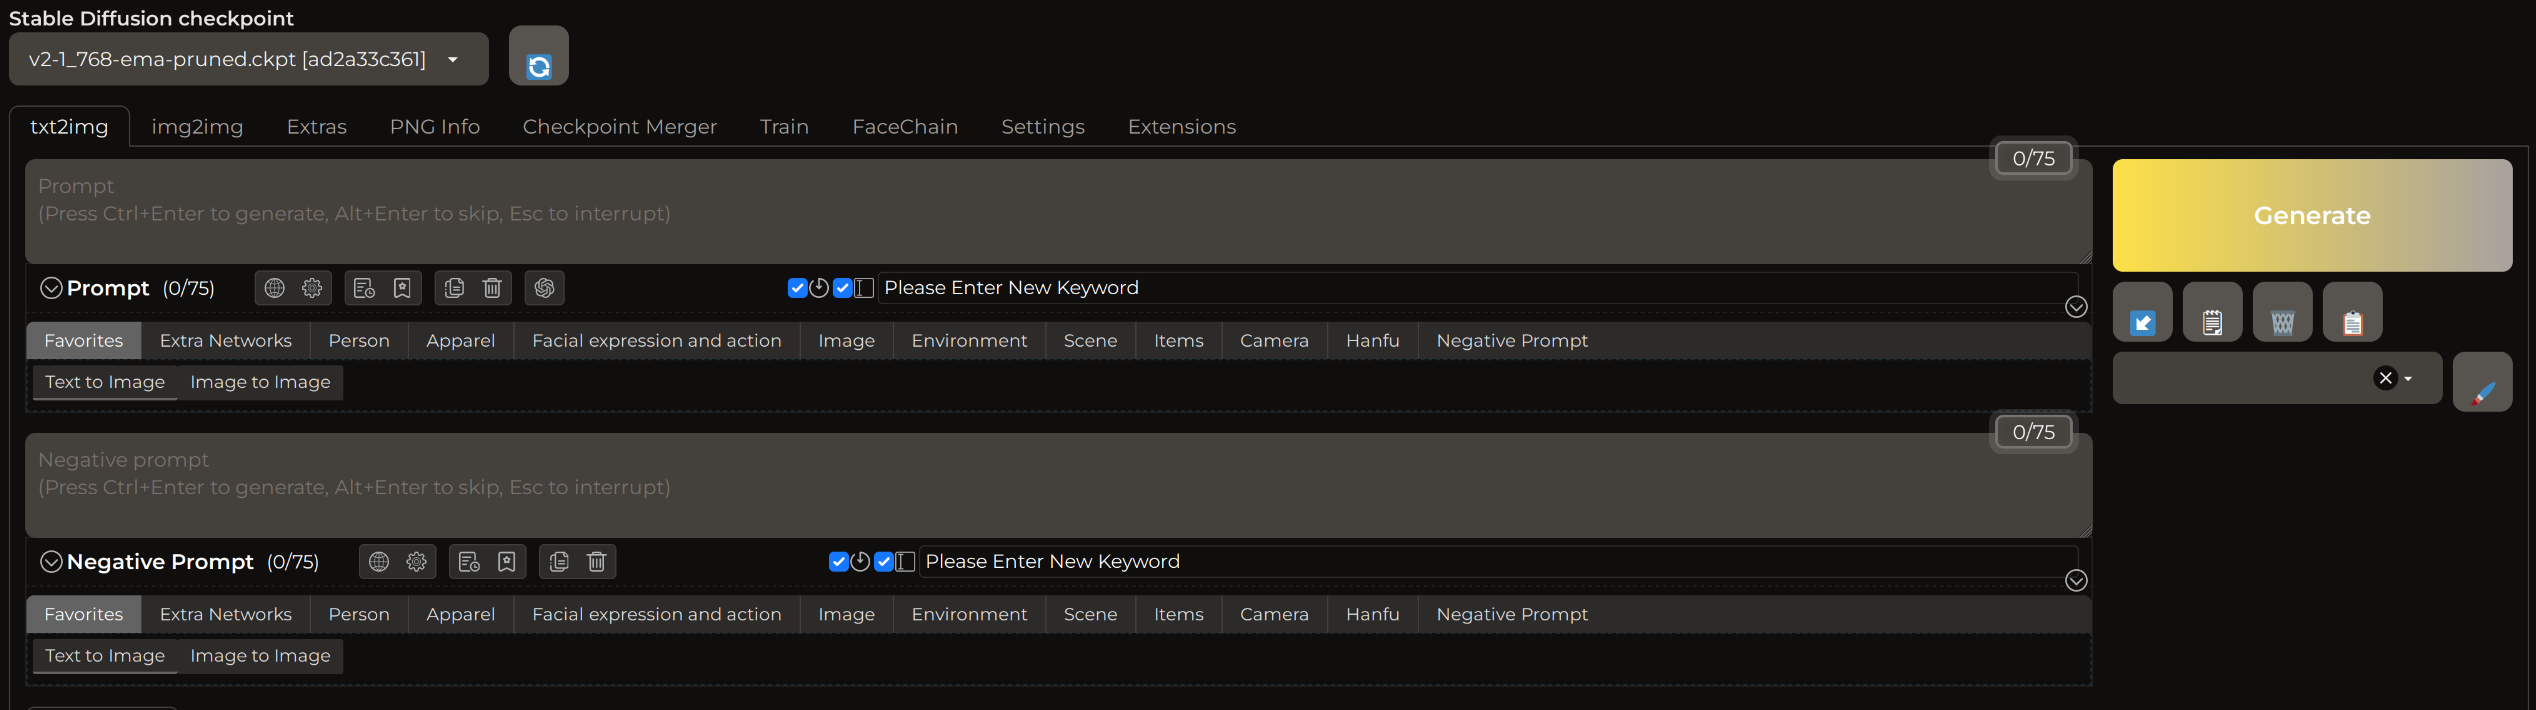 Stable Diffusion checkpoint
v2-1_768-ema-pruned.ckpt [ad2a33c361]
txt2img img2img Extras PNG Info Checkpoint Merger Train FaceChain Settings Extensions
0/75
Prompt
(Press Ctrl+Enter to generate, Alt+Enter to skip, Esc to interrupt)
Generate
Prompt (0/75) Please Enter New Keyword
Favorites Extra Networks Person Apparel Facial expression and action Image Environment Scene Items Camera Hanfu Negative Prompt
Text to Image Image to Image
0/75
Negative prompt
(Press Ctrl+Enter to generate, Alt+Enter to skip, Esc to interrupt)
Negative Prompt (0/75) Please Enter New Keyword
Favorites Extra Networks Person Apparel Facial expression and action Image Environment Scene Items Camera Hanfu Negative Prompt
Text to Image Image to Image